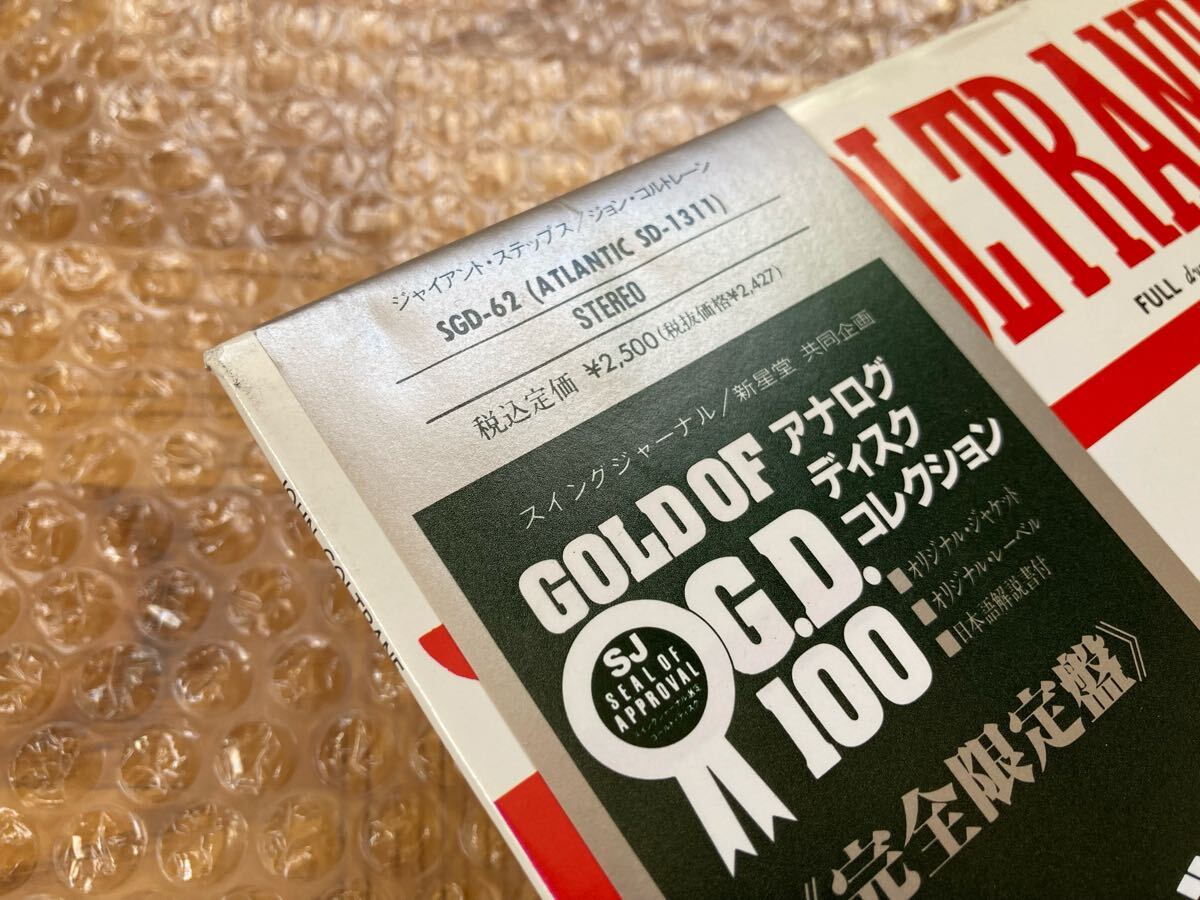 ジャイアント・ステップス/ジョン・コルトレーン
SGD-62 (ATLANTIC SD-1311)
STEREO
税込定価 ¥2,500(税抜価格¥2,427)
スイングジャーナル/新星堂 共同企画
GOLD OF
G.D.
100
アナログ
ディスク
コレクション
■オリジナル・ジャケット
■オリジナル・レーベル
■日本語解説書付
SJ
SEAL OF
APPROVAL
《完全限定盤》
JOHN COLTRANE
OLTRAN
FULL